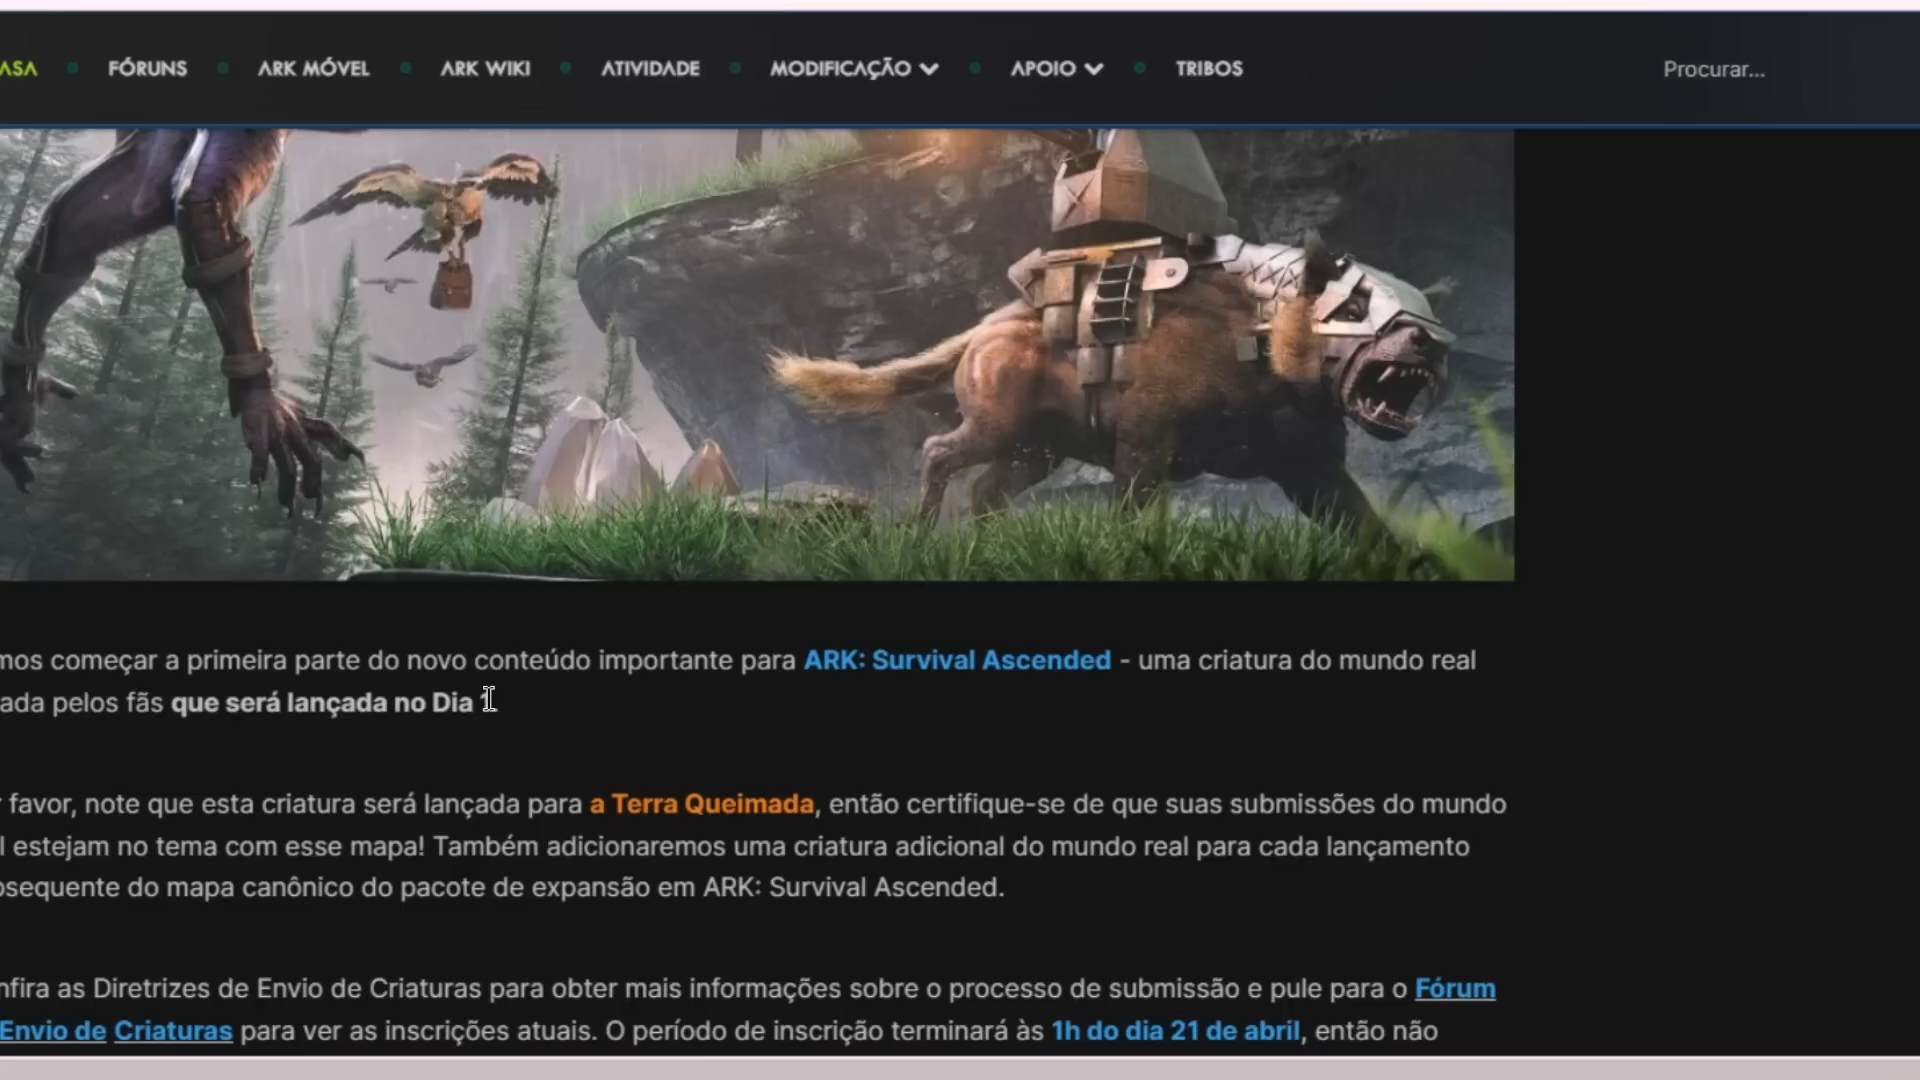 ASA FÓRUNS ARK MÓVEL ARK WIKI ATIVIDADE MODIFICAÇÃO APOIO TRIBOS Procurar...
mos começar a primeira parte do novo conteúdo importante para ARK: Survival Ascended - uma criatura do mundo real
ada pelos fãs que será lançada no Dia 1.
r favor, note que esta criatura será lançada para a Terra Queimada, então certifique-se de que suas submissões do mundo
l estejam no tema com esse mapa! Também adicionaremos uma criatura adicional do mundo real para cada lançamento
bsequente do mapa canônico do pacote de expansão em ARK: Survival Ascended.
nfira as Diretrizes de Envio de Criaturas para obter mais informações sobre o processo de submissão e pule para o Fórum
Envio de Criaturas para ver as inscrições atuais. O período de inscrição terminará às 1h do dia 21 de abril, então não